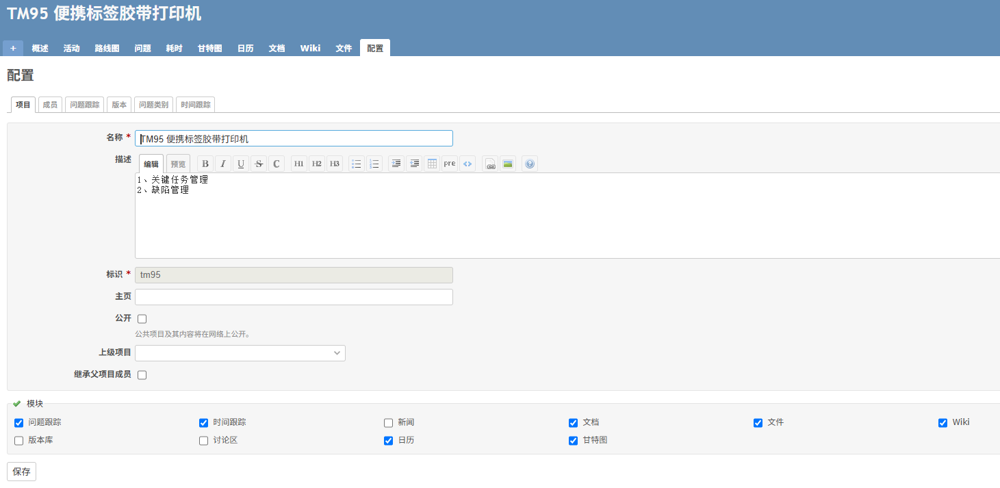 TM95 便携标签胶带打印机
+ 概述 活动 路线图 问题 耗时 甘特图 日历 文档 Wiki 文件 配置
配置
项目 成员 问题跟踪 版本 问题类别 时间跟踪
名称 * TM95 便携标签胶带打印机
描述 编辑 预览 B I U S C H1 H2 H3 pre <>
1、关键任务管理
2、缺陷管理
标识 * tm95
主页
公开
公共项目及其内容将在网络上公开。
上级项目
继承父项目成员
模块
问题跟踪 时间跟踪 新闻 文档 文件 Wiki
版本库 讨论区 日历 甘特图
保存